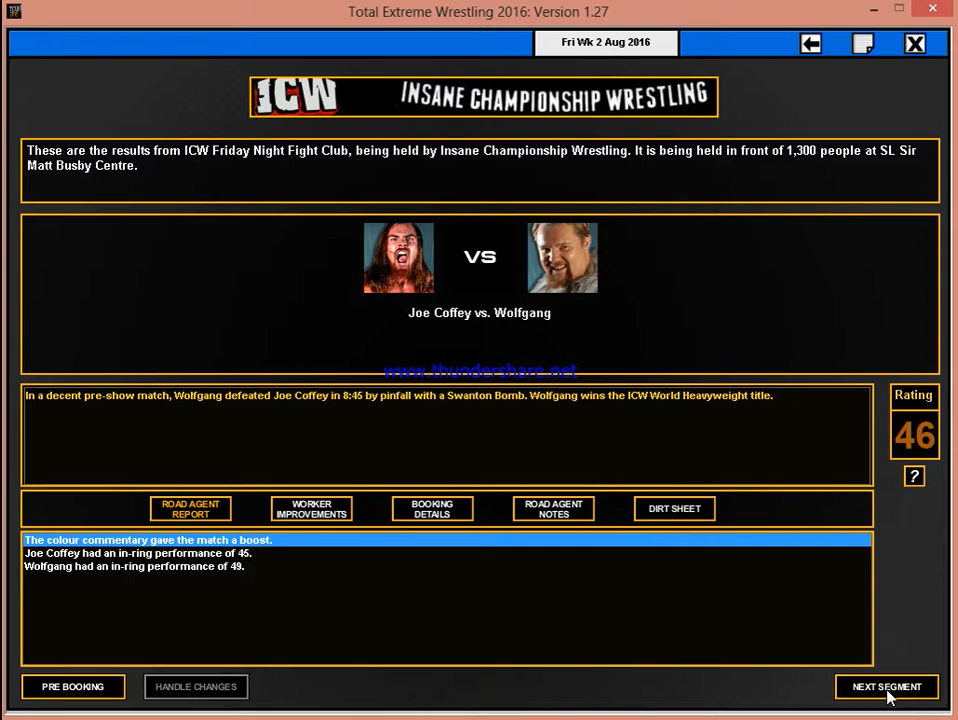 Total Extreme Wrestling 2016: Version 1.27
Fri Wk 2 Aug 2016
ICW INSANE CHAMPIONSHIP WRESTLING
These are the results from ICW Friday Night Fight Club, being held by Insane Championship Wrestling. It is being held in front of 1,300 people at SL Sir
Matt Busby Centre.
VS
Joe Coffey vs. Wolfgang
www.thundershare.net
In a decent pre-show match, Wolfgang defeated Joe Coffey in 8:45 by pinfall with a Swanton Bomb. Wolfgang wins the ICW World Heavyweight title.
Rating
46
?
ROAD AGENT
REPORT
WORKER
IMPROVEMENTS
BOOKING
DETAILS
ROAD AGENT
NOTES
DIRT SHEET
The colour commentary gave the match a boost.
Joe Coffey had an in-ring performance of 45.
Wolfgang had an in-ring performance of 49.
PRE BOOKING
HANDLE CHANGES
NEXT SEGMENT